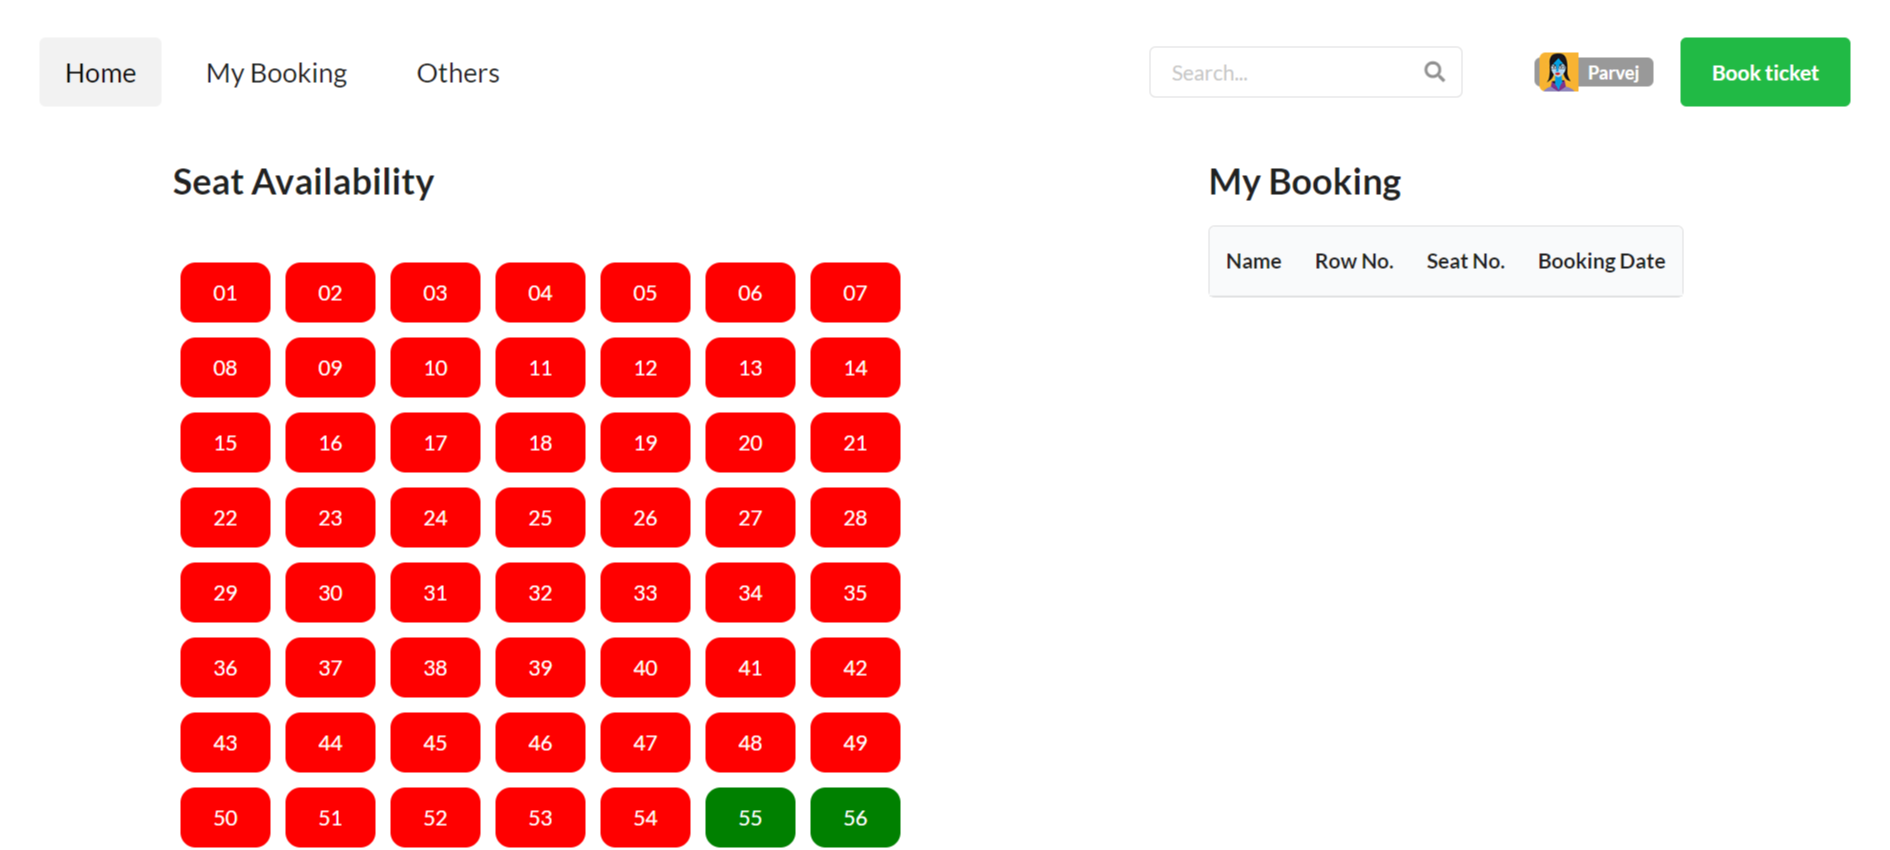 Home My Booking Others Search... Parvej Book ticket
Seat Availability
My Booking
Name Row No. Seat No. Booking Date
01 02 03 04 05 06 07
08 09 10 11 12 13 14
15 16 17 18 19 20 21
22 23 24 25 26 27 28
29 30 31 32 33 34 35
36 37 38 39 40 41 42
43 44 45 46 47 48 49
50 51 52 53 54 55 56